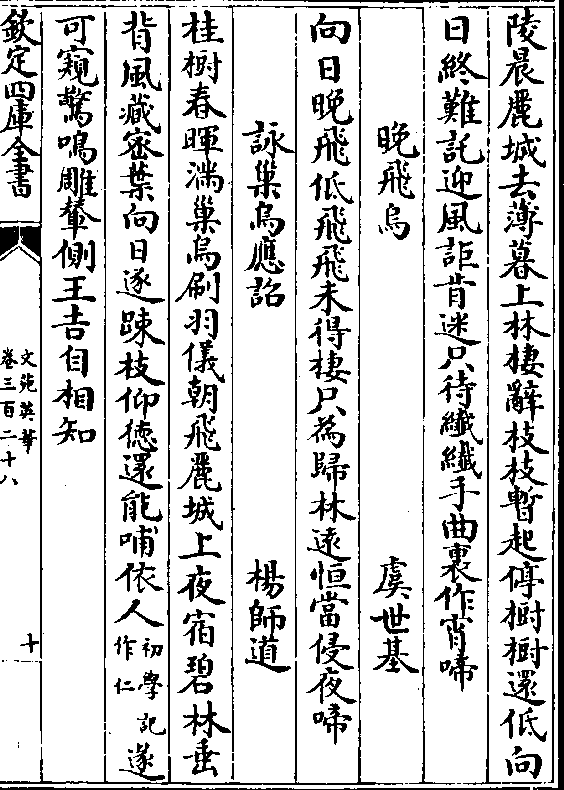 陵晨麗城去薄暮上林棲辭枝枝暫起停樹樹還低向
日終難託迎風詎肯迷只待纖纖手曲裏作宵啼
晚飛烏 虞世基
向日晚飛低飛飛未得棲只為歸林遠恒當侵夜啼
詠巢烏應詔 楊師道
桂樹春暉滿巢烏刷羽儀朝飛麗城上夜宿碧林垂
背風藏密葉向日逐踈枝仰德還能哺依人初學記作仁遂
可窺驚鳴雕輦側王吉自相知
欽定四庫全書
文苑英華
卷三百二十八
十